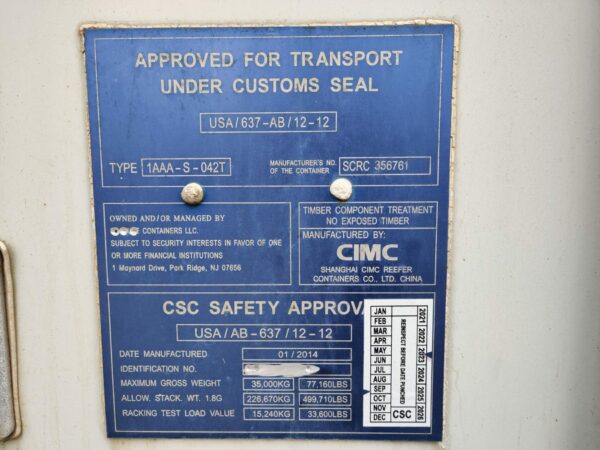 APPROVED FOR TRANSPORT
UNDER CUSTOMS SEAL
USA/637-AB/12-12
TYPE 1AAA-S-042T
MANUFACTURER'S NO. OF THE CONTAINER SCRC 356761
OWNED AND/OR MANAGED BY
CONTAINERS LLC.
SUBJECT TO SECURITY INTERESTS IN FAVOR OF ONE
OR MORE FINANCIAL INSTITUTIONS
1 Maynard Drive, Park Ridge, NJ 07656
TIMBER COMPONENT TREATMENT
NO EXPOSED TIMBER
MANUFACTURED BY:
CIMC
SHANGHAI CIMC REEFER
CONTAINERS CO., LTD. CHINA
CSC SAFETY APPROVA
USA/AB-637/12-12
DATE MANUFACTURED 01/2014
IDENTIFICATION NO.
MAXIMUM GROSS WEIGHT 35,000KG 77,160LBS
ALLOW. STACK. WT. 1.8G 226,670KG 499,710LBS
RACKING TEST LOAD VALUE 15,240KG 33,600LBS
JAN
FEB
MAR
APR
MAY
JUN
JUL
AUG
SEP
OCT
NOV
DEC
REINSPECT BEFORE DATE PUNCHED
CSC
2021 2022 2023 2024 2025 2026